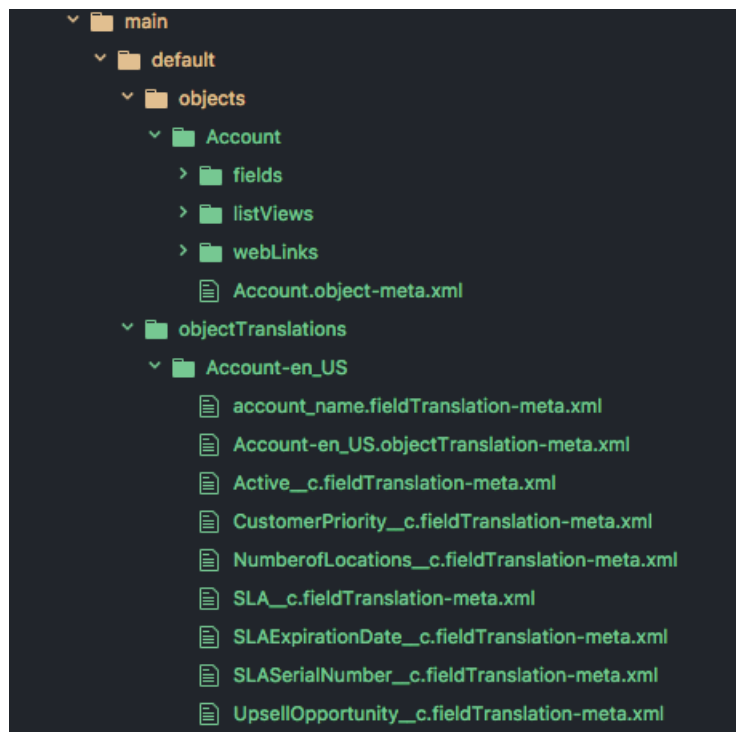 main
default
objects
Account
fields
listViews
webLinks
Account.object-meta.xml
objectTranslations
Account-en_US
account_name.fieldTranslation-meta.xml
Account-en_US.objectTranslation-meta.xml
Active__c.fieldTranslation-meta.xml
CustomerPriority__c.fieldTranslation-meta.xml
NumberofLocations__c.fieldTranslation-meta.xml
SLA__c.fieldTranslation-meta.xml
SLAExpirationDate__c.fieldTranslation-meta.xml
SLASerialNumber__c.fieldTranslation-meta.xml
UpsellOpportunity__c.fieldTranslation-meta.xml